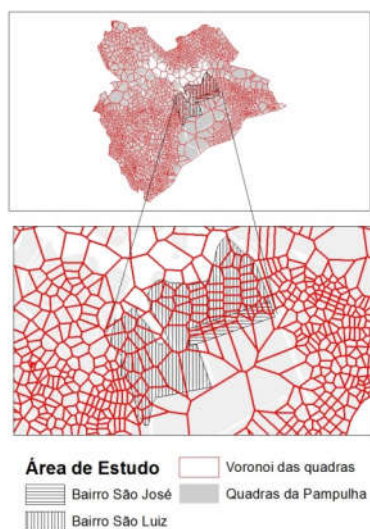 Área de Estudo
Voronoi das quadras
Bairro São José
Quadras da Pampulha
Bairro São Luiz